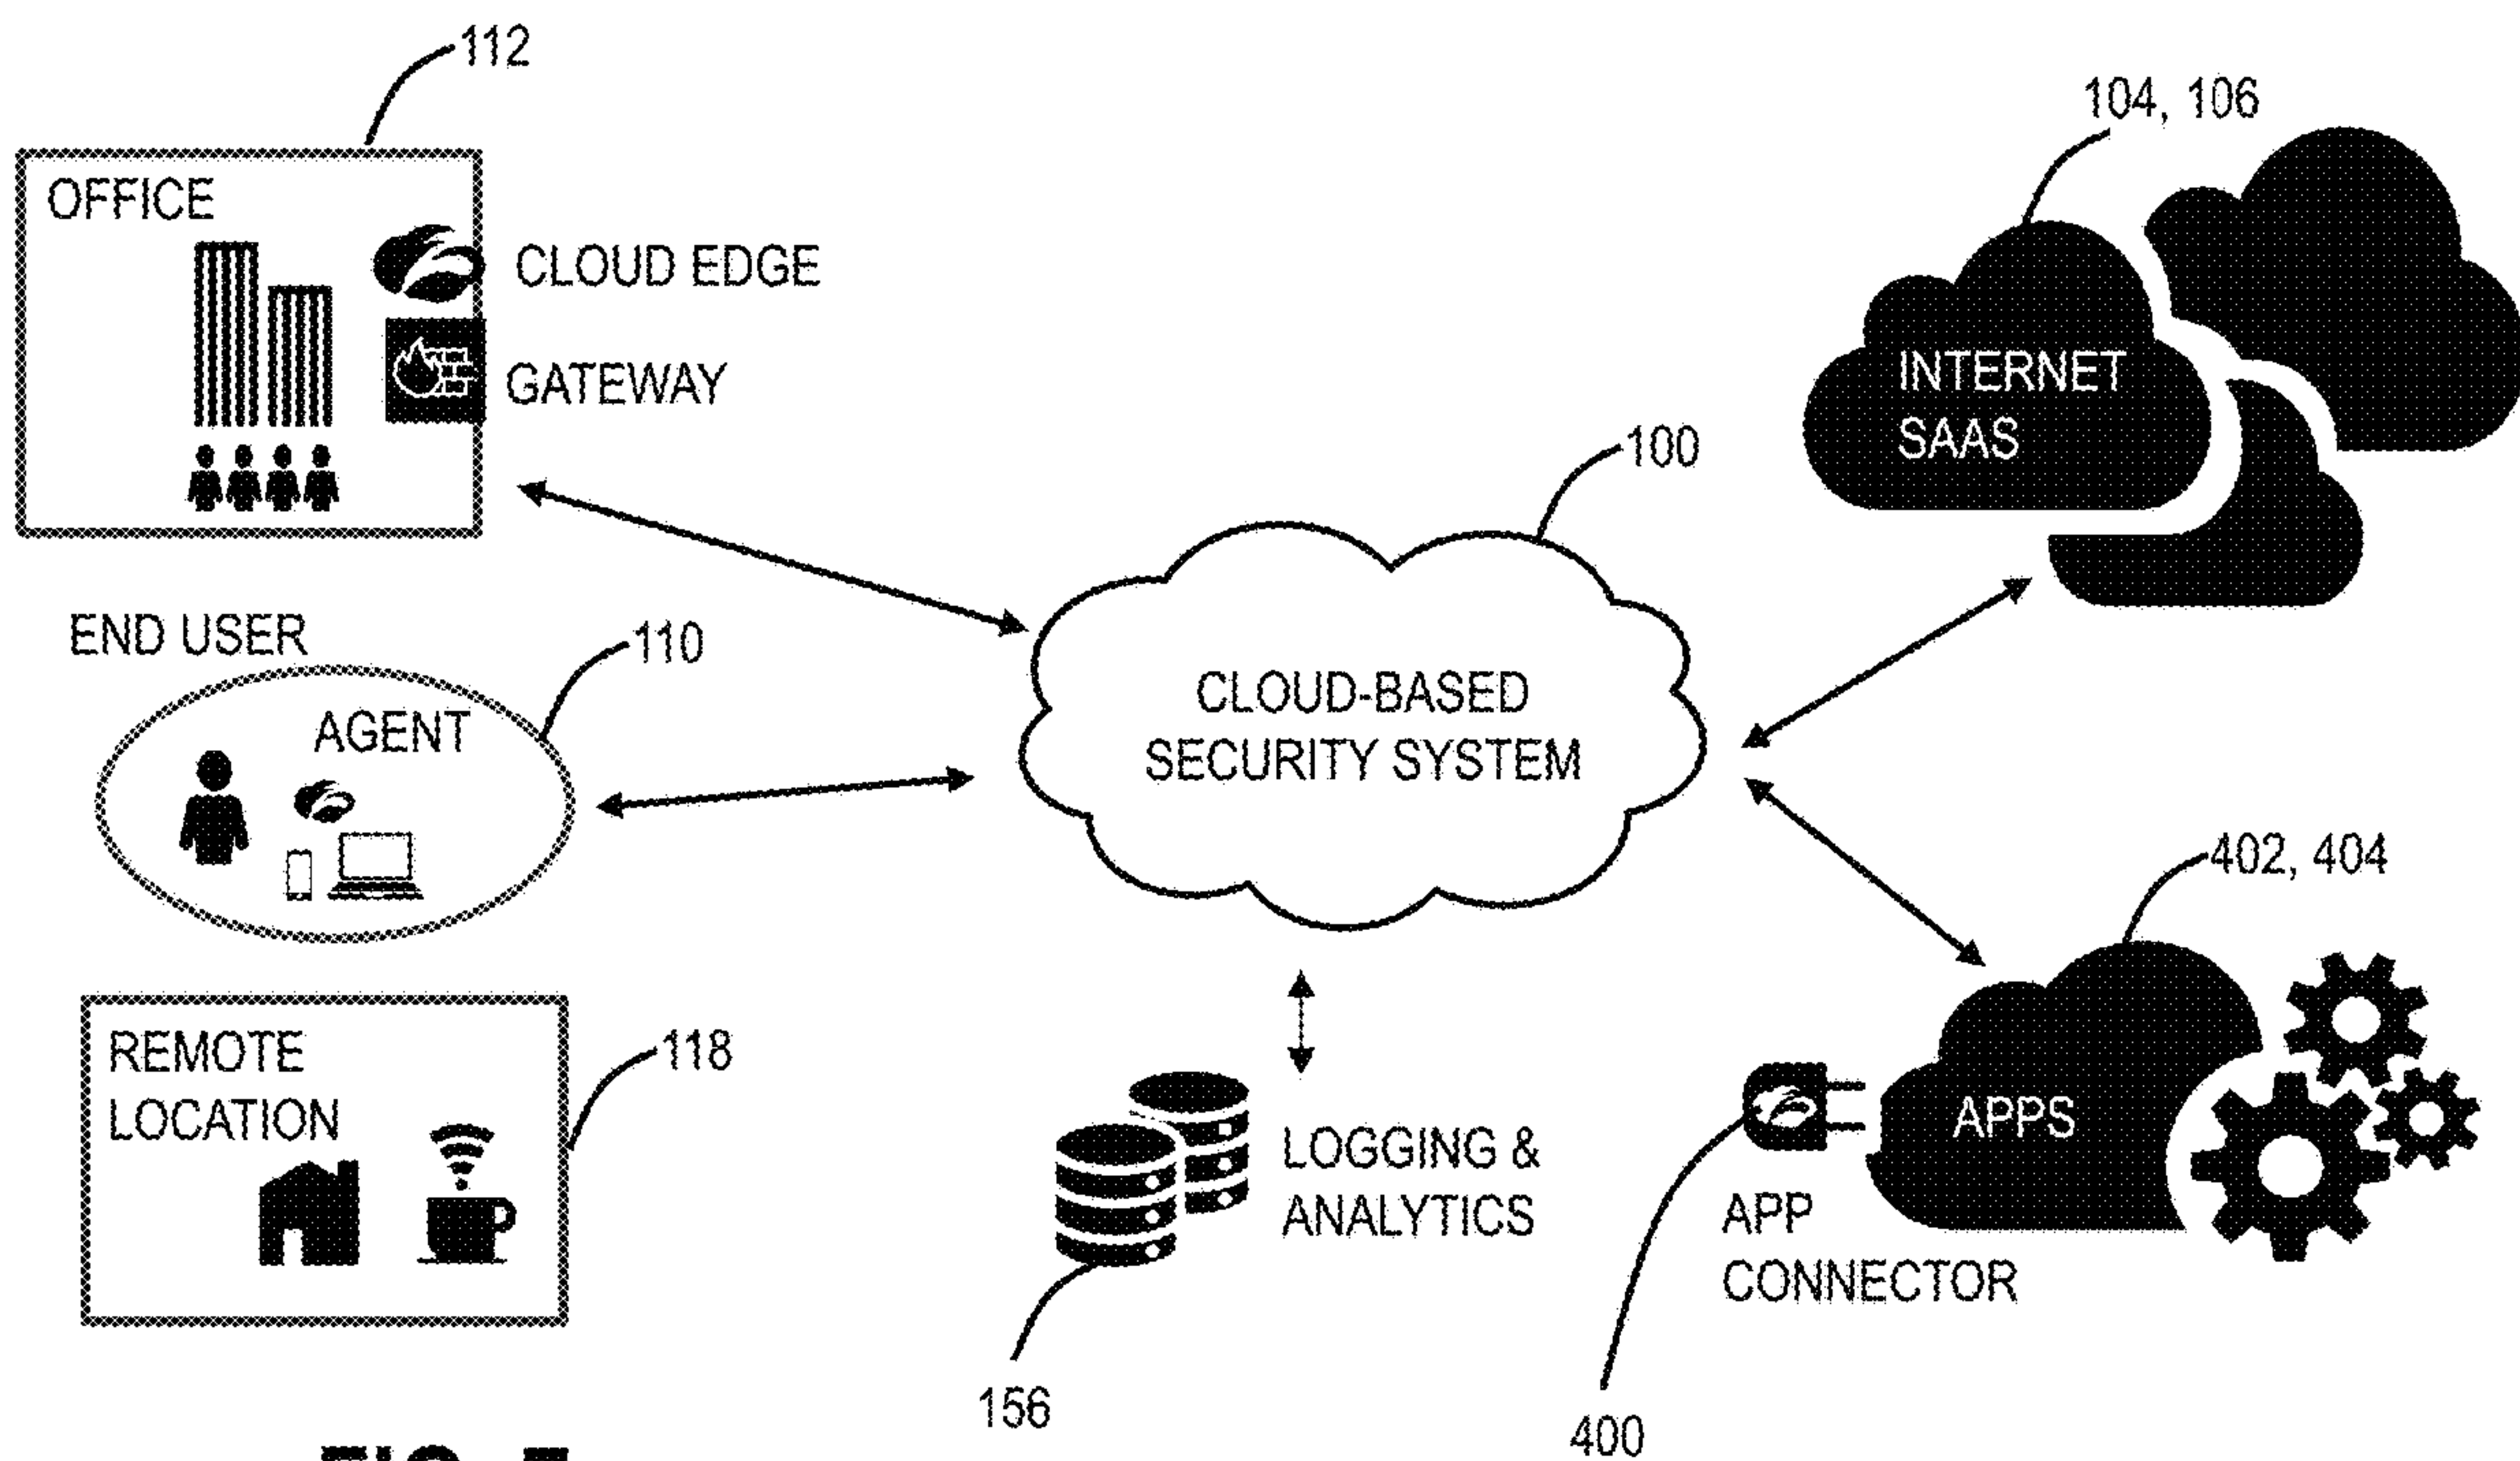 112
OFFICE
CLOUD EDGE
GATEWAY
104, 106
INTERNET
SAAS
100
CLOUD-BASED
SECURITY SYSTEM
END USER
110
AGENT
REMOTE
LOCATION
118
LOGGING &
ANALYTICS
156
402, 404
APPS
APP
CONNECTOR
400